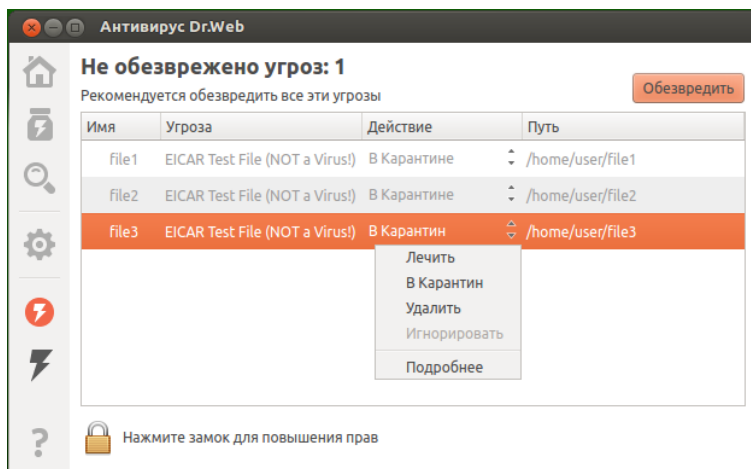 Антивирус Dr.Web
Не обезврежено угроз: 1
Рекомендуется обезвредить все эти угрозы
Обезвредить
Имя Угроза Действие Путь
file1 EICAR Test File (NOT a Virus!) В Карантине /home/user/file1
file2 EICAR Test File (NOT a Virus!) В Карантине /home/user/file2
file3 EICAR Test File (NOT a Virus!) В Карантин /home/user/file3
Лечить
В Карантин
Удалить
Игнорировать
Подробнее
? Нажмите замок для повышения прав